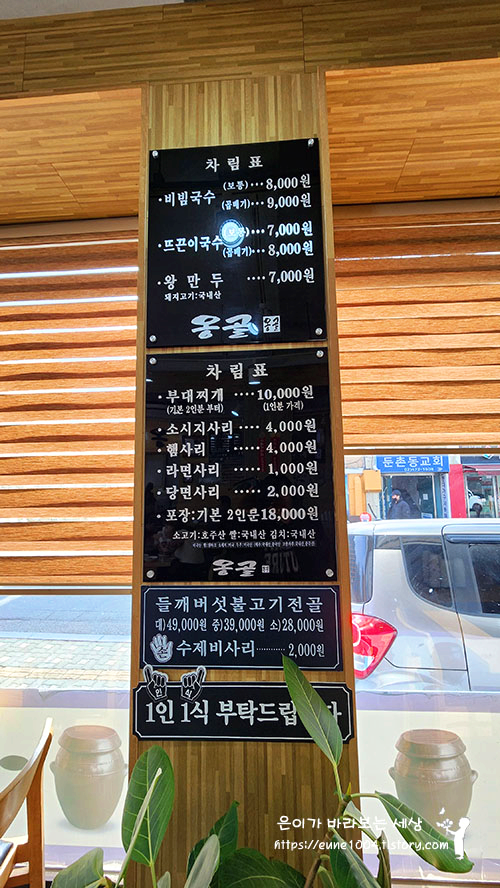 차림표
·비빔국수 (보통)···8,000원
(곱배기)···9,000원
·뜨끈이국수 (보통)···7,000원
(곱배기)···8,000원
·왕만두 ····7,000원
돼지고기:국내산
옹골
차림표
·부대찌개 ····10,000원
(기본 2인분 부터) (1인분 가격)
·소시지사리 ····4,000원
·햄사리 ·····4,000원
·라면사리 ·····1,000원
·당면사리 ·····2,000원
·포장:기본 2인분18,000원
소고기:호주산 쌀:국내산 김치:국내산
옹골
들깨버섯불고기전골
대)49,000원 중)39,000원 소)28,000원
손 수제비사리············2,000원
1인 1식
1인 1식 부탁드립 다
둔촌동교회
은이가 바라보는 세상
https://eune1004.tistory.com